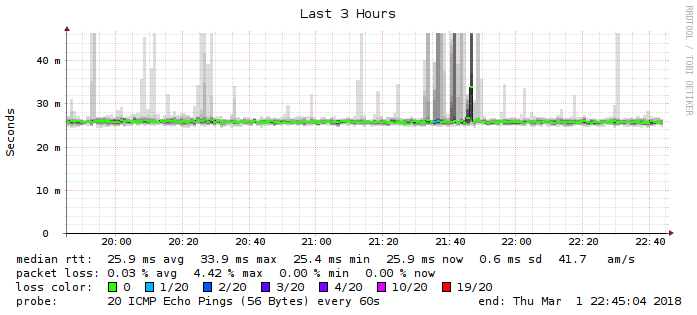 Last 3 Hours
RRDTOOL / TOBI OETIKER
Seconds
40 m
30 m
20 m
10 m
0
20:00 20:20 20:40 21:00 21:20 21:40 22:00 22:20 22:40
median rtt: 25.9 ms avg 33.9 ms max 25.4 ms min 25.9 ms now 0.6 ms sd 41.7 am/s
packet loss: 0.03 % avg 4.42 % max 0.00 % min 0.00 % now
loss color: 0 1/20 2/20 3/20 4/20 10/20 19/20
probe: 20 ICMP Echo Pings (56 Bytes) every 60s end: Thu Mar 1 22:45:04 2018